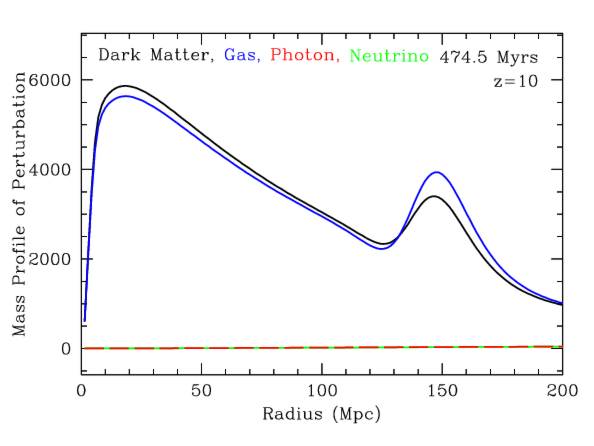 Dark Matter, Gas, Photon, Neutrino 474.5 Myrs
z=10
Mass Profile of Perturbation
6000
4000
2000
0
0 50 100 150 200
Radius (Mpc)